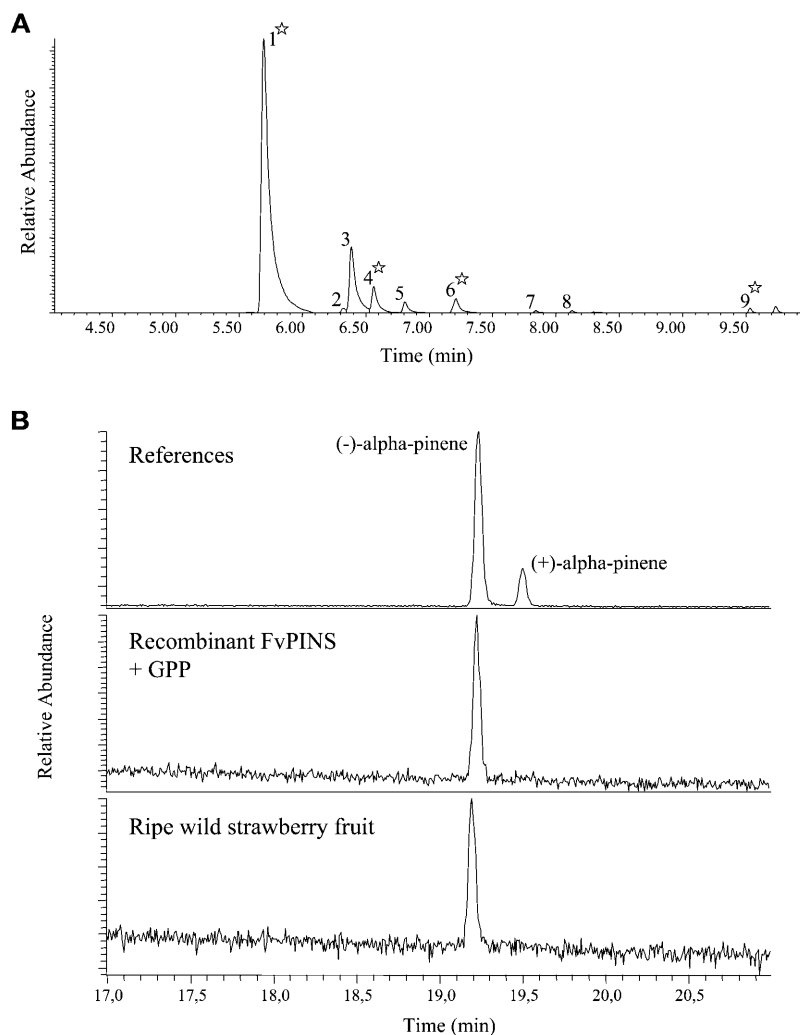 A
Relative Abundance
1☆
2 3 4☆ 5 6☆ 7 8 9☆
4.50 5.00 5.50 6.00 6.50 7.00 7.50 8.00 8.50 9.00 9.50
Time (min)
B
Relative Abundance
References
(-)-alpha-pinene
(+)-alpha-pinene
Recombinant FvPINS
+ GPP
Ripe wild strawberry fruit
17,0 17,5 18,0 18,5 19,0 19,5 20,0 20,5
Time (min)